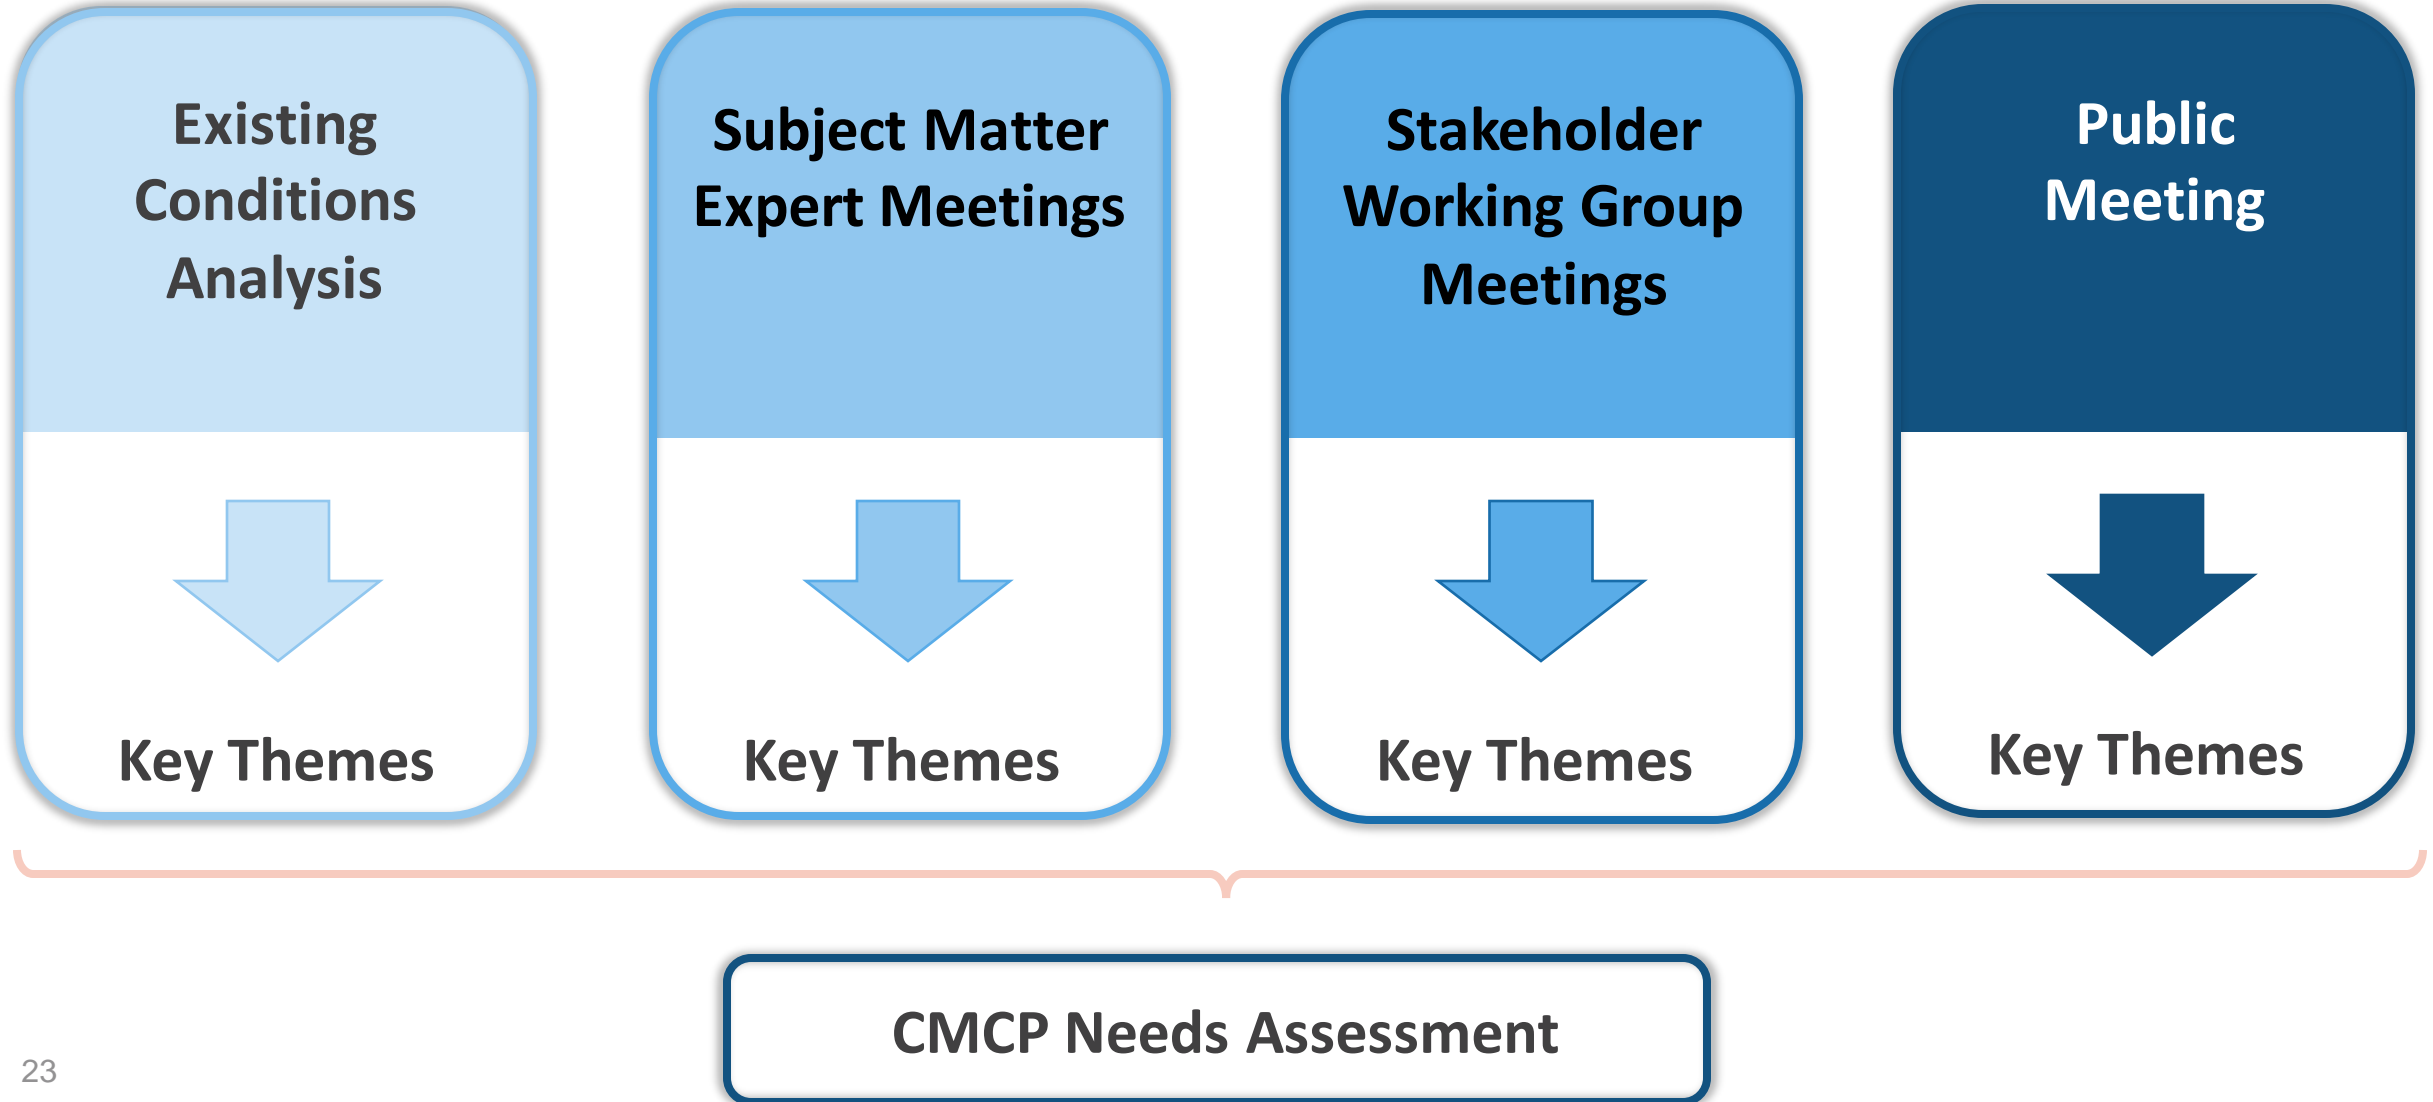 Existing
Conditions
Analysis
Key Themes
Subject Matter
Expert Meetings
Key Themes
Stakeholder
Working Group
Meetings
Key Themes
Public
Meeting
Key Themes
CMCP Needs Assessment
23